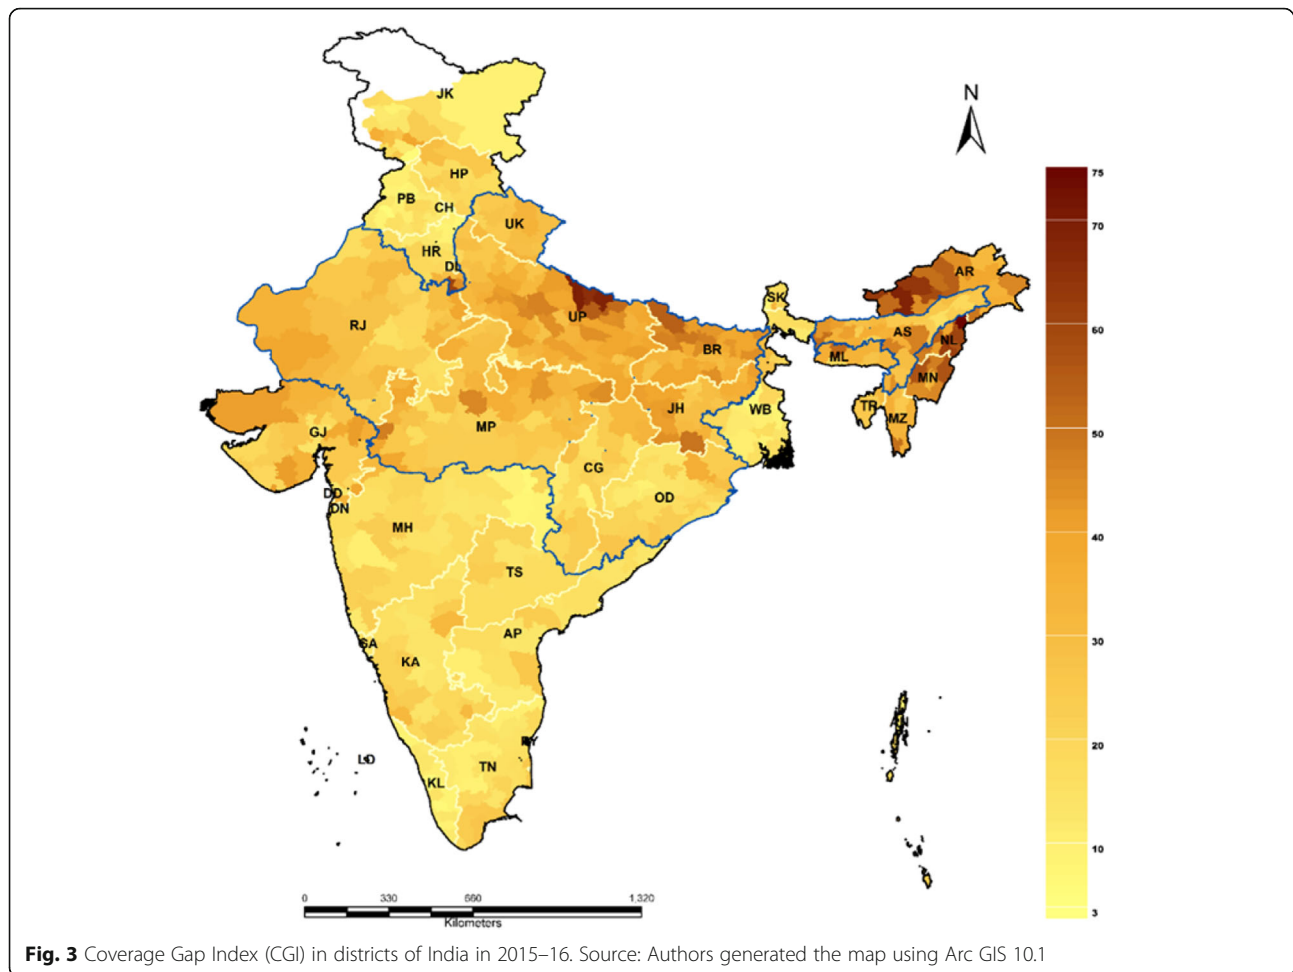 JK
N
HP
PB
CH
UK
HR
DL
RJ
UP
BR
SK
AR
AS
NL
ML
MN
TR
MZ
GJ
MP
JH
WB
CG
OD
DD
DN
MH
TS
AP
KA
LD
TN
KL
75
70
60
50
40
30
20
10
3
0 330 660 1,320
Kilometers
Fig. 3 Coverage Gap Index (CGI) in districts of India in 2015–16. Source: Authors generated the map using Arc GIS 10.1